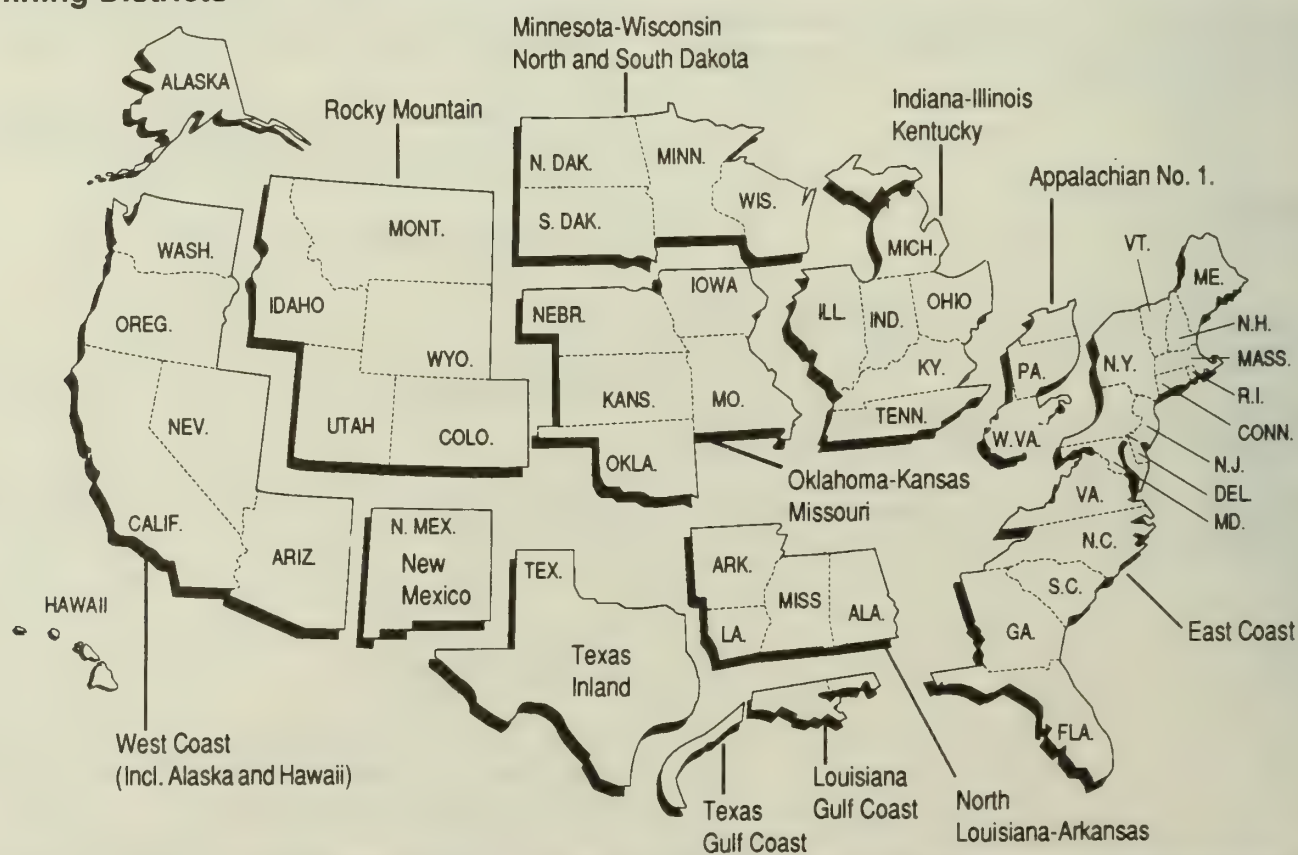 Districts
Minnesota-Wisconsin
North and South Dakota
ALASKA
Rocky Mountain
Indiana-Illinois
Kentucky
Appalachian No. 1.
N. DAK.
MINN.
S. DAK.
WIS.
MONT.
WASH.
MICH.
VT.
ME.
IDAHO
OREG.
IOWA
NEBR.
ILL.
IND.
OHIO
N.H.
WYO.
PA.
N.Y.
MASS.
KY.
KANS.
MO.
R.I.
NEV.
UTAH
COLO.
TENN.
W.VA.
CONN.
OKLA.
Oklahoma-Kansas
Missouri
N.J.
DEL.
VA.
MD.
CALIF.
ARIZ.
N. MEX.
New
Mexico
TEX.
ARK.
MISS
ALA.
LA.
N.C.
S.C.
GA.
HAWAII
East Coast
Texas
Inland
FLA.
West Coast
(Incl. Alaska and Hawaii)
Texas
Gulf Coast
Louisiana
Gulf Coast
North
Louisiana-Arkansas